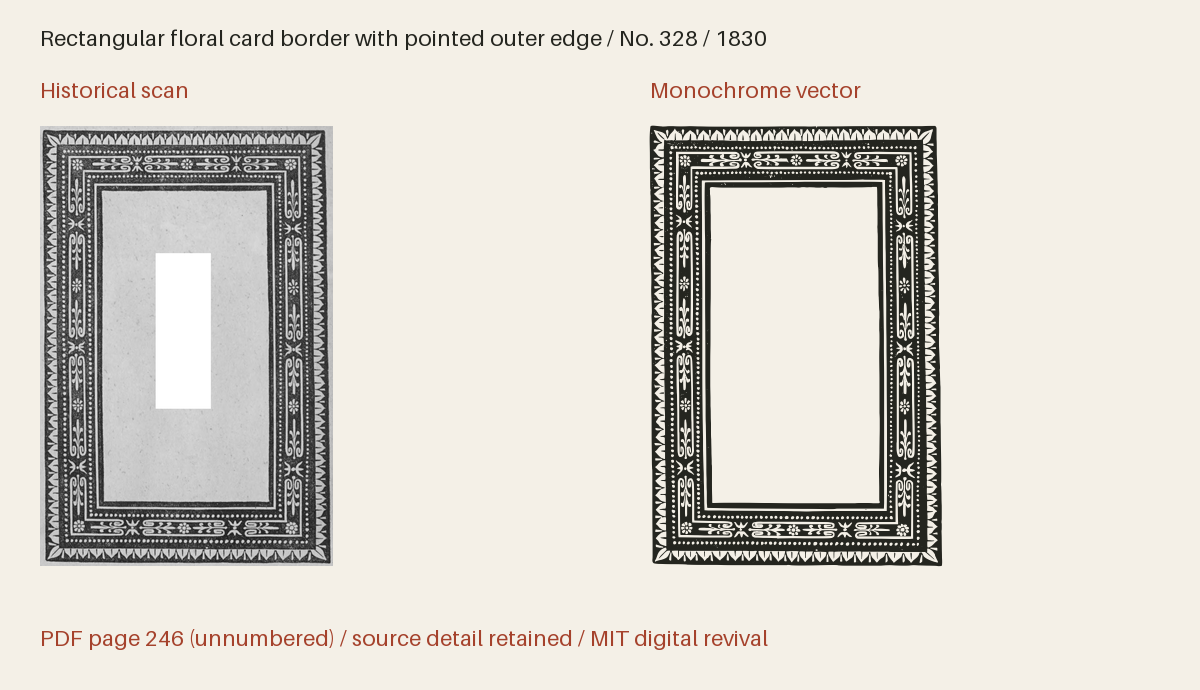 Rectangular floral card border with pointed outer edge / No. 328 / 1830
Historical scan
Monochrome vector
PDF page 246 (unnumbered) / source detail retained / MIT digital revival